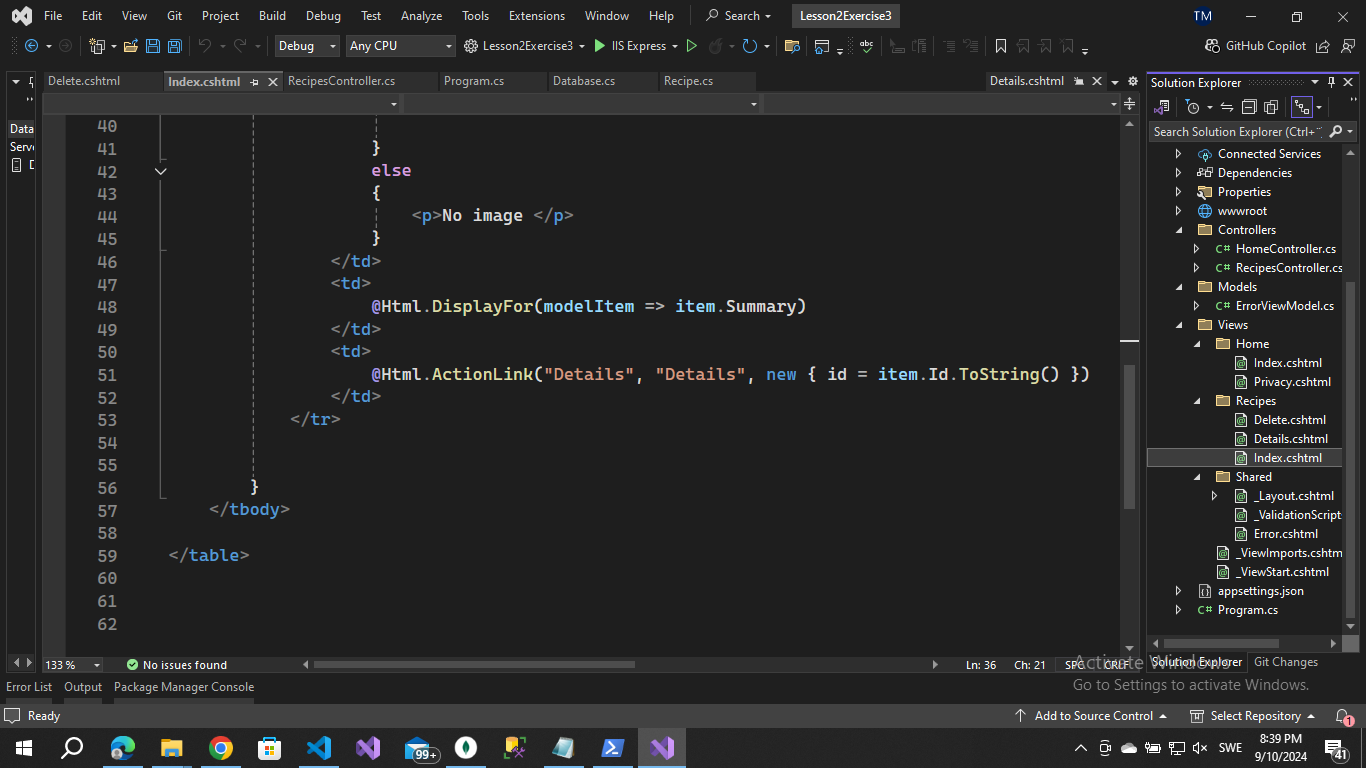 File Edit View Git Project Build Debug Test Analyze Tools Extensions Window Help Search Lesson2Exercise3 TM
Debug Any CPU Lesson2Exercise3 IIS Express GitHub Copilot
Delete.cshtml Index.cshtml RecipesController.cs Program.cs Database.cs Recipe.cs Details.cshtml
Data
Serve
D
40
41 }
42 else
43 {
44 <p>No image </p>
45 }
46 </td>
47 <td>
48 @Html.DisplayFor(modelItem => item.Summary)
49 </td>
50 <td>
51 @Html.ActionLink("Details", "Details", new { id = item.Id.ToString() })
52 </td>
53 </tr>
54
55
56 }
57 </tbody>
58
59 </table>
60
61
62
133 % No issues found Ln: 36 Ch: 21 SPC CRLF
Solution Explorer
Search Solution Explorer (Ctrl+
Connected Services
Dependencies
Properties
wwwroot
Controllers
C# HomeController.cs
C# RecipesController.cs
Models
C# ErrorViewModel.cs
Views
Home
Index.cshtml
Privacy.cshtml
Recipes
Delete.cshtml
Details.cshtml
Index.cshtml
Shared
_Layout.cshtml
_ValidationScript
Error.cshtml
_ViewImports.cshtm
_ViewStart.cshtml
appsettings.json
C# Program.cs
Solution Explorer Git Changes
Activate Windows
Go to Settings to activate Windows.
Error List Output Package Manager Console
Ready Add to Source Control Select Repository 1
99+ SWE 8:39 PM
9/10/2024 41